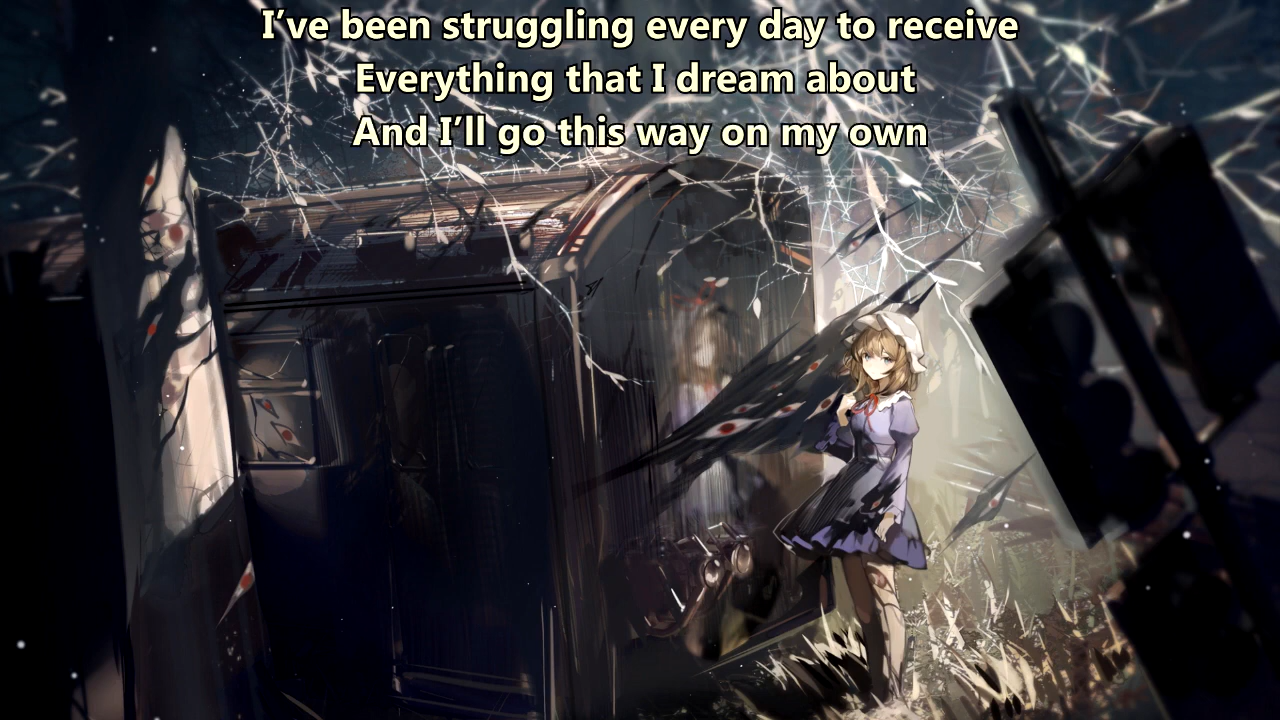 I’ve been struggling every day to receive
Everything that I dream about
And I’ll go this way on my own